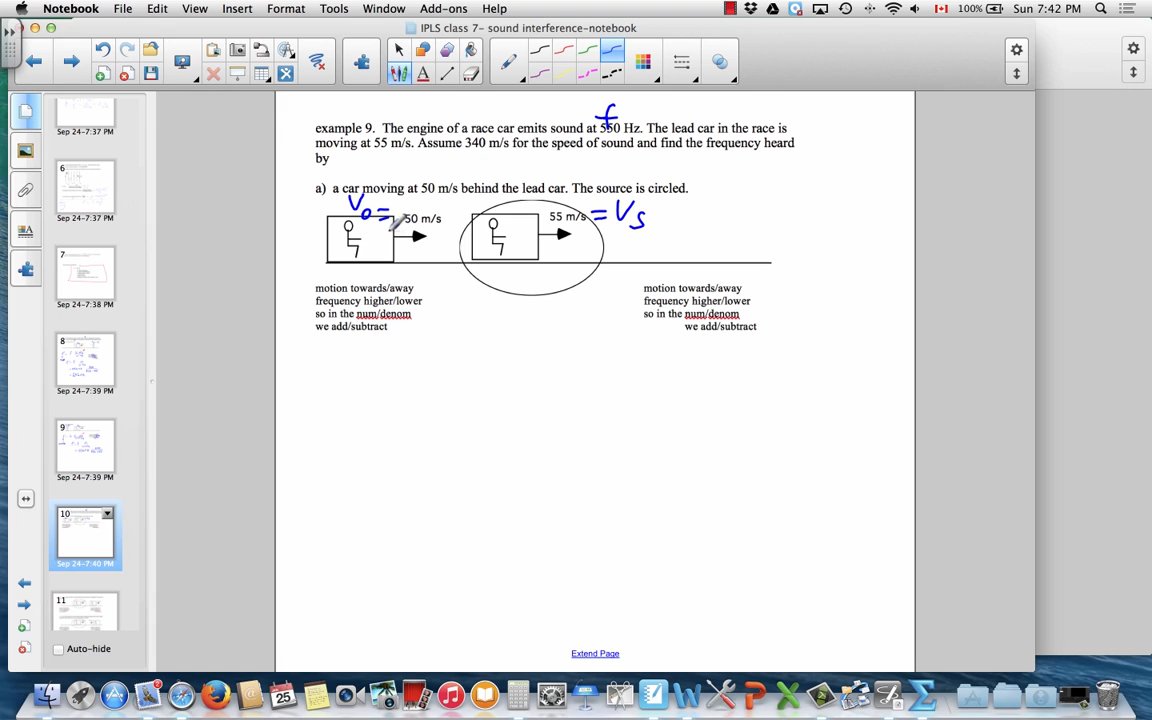 Notebook File Edit View Insert Format Tools Window Add-ons Help 100% Sun 7:42 PM
IPLS class 7- sound interference-notebook
Sep 24-7:37 PM
6
Sep 24-7:37 PM
7
Sep 24-7:38 PM
8
Sep 24-7:39 PM
9
Sep 24-7:39 PM
10
Sep 24-7:40 PM
11
Auto-hide
f
example 9. The engine of a race car emits sound at 550 Hz. The lead car in the race is
moving at 55 m/s. Assume 340 m/s for the speed of sound and find the frequency heard
by
a) a car moving at 50 m/s behind the lead car. The source is circled.
Vo= 50 m/s 55 m/s = Vs
motion towards/away
frequency higher/lower
so in the num/denom
we add/subtract
motion towards/away
frequency higher/lower
so in the num/denom
we add/subtract
Extend Page